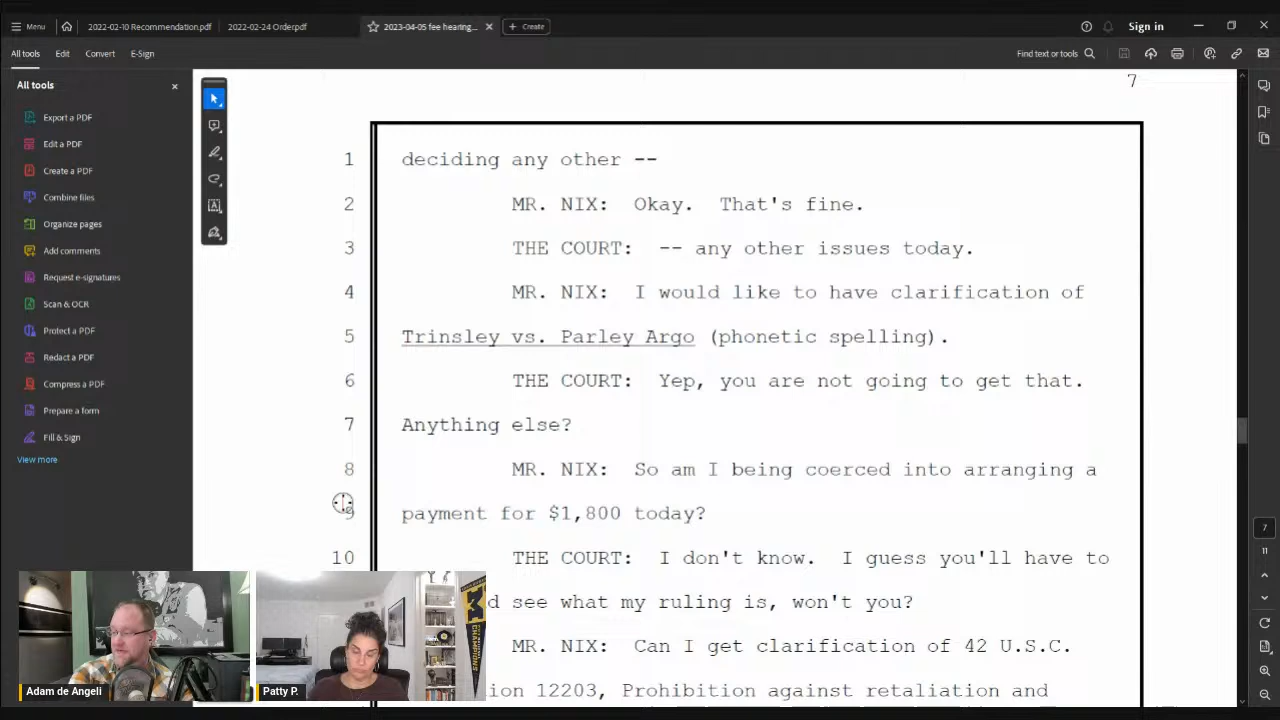 Menu
2022-02-10 Recommendation.pdf
2022-02-24 Order.pdf
2023-04-05 fee hearing...
Create
Sign in
All tools
Edit
Convert
E-Sign
Find text or tools
All tools
Export a PDF
Edit a PDF
Create a PDF
Combine files
Organize pages
Add comments
Request e-signatures
Scan & OCR
Protect a PDF
Redact a PDF
Compress a PDF
Prepare a form
Fill & Sign
View more
7
1 deciding any other --
2 MR. NIX: Okay. That's fine.
3 THE COURT: -- any other issues today.
4 MR. NIX: I would like to have clarification of
5 Trinsley vs. Parley Argo (phonetic spelling).
6 THE COURT: Yep, you are not going to get that.
7 Anything else?
8 MR. NIX: So am I being coerced into arranging a
9 payment for $1,800 today?
10 THE COURT: I don't know. I guess you'll have to
d see what my ruling is, won't you?
MR. NIX: Can I get clarification of 42 U.S.C.
ion 12203, Prohibition against retaliation and
7
11
Adam de Angeli
Patty P.
CHAMPIONS